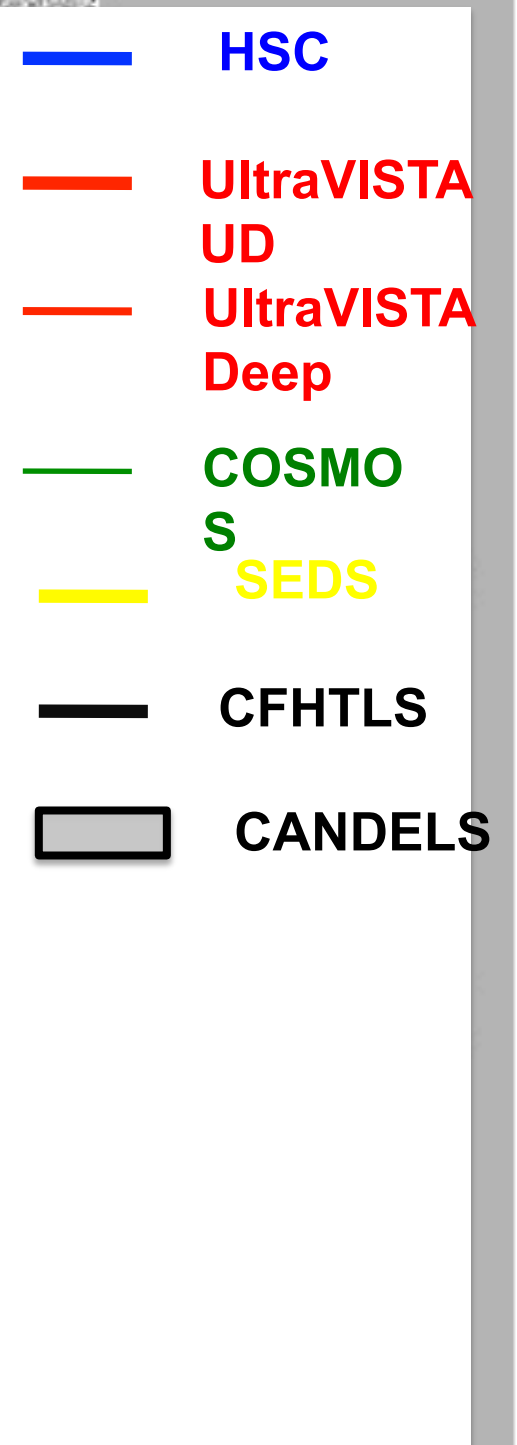 HSC
UltraVISTA
UD
UltraVISTA
Deep
COSMO
S
SEDS
CFHTLS
CANDELS